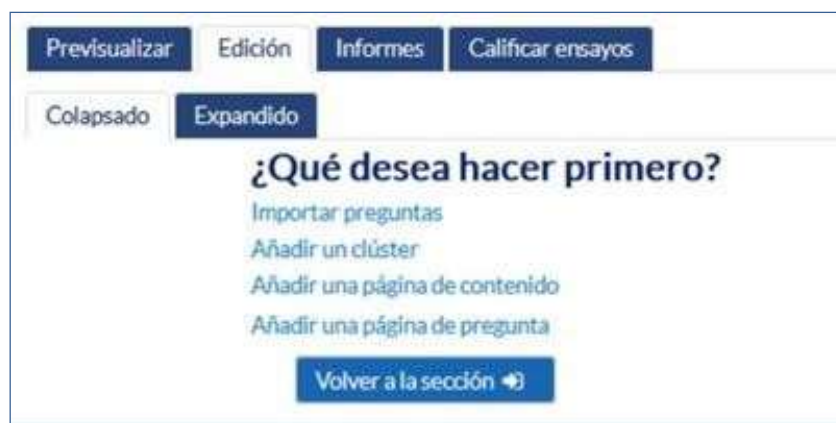 Previsualizar Edición Informes Calificar ensayos
Colapsado Expandido
¿Qué desea hacer primero?
Importar preguntas
Añadir un clúster
Añadir una página de contenido
Añadir una página de pregunta
Volver a la sección